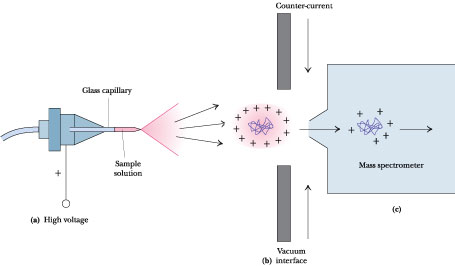 Counter-current
Glass capillary
Sample
solution
+
(a) High voltage
+ + + + + + + + + + + + + + +
Vacuum
(b) interface
+ + + + + +
Mass spectrometer
(c)